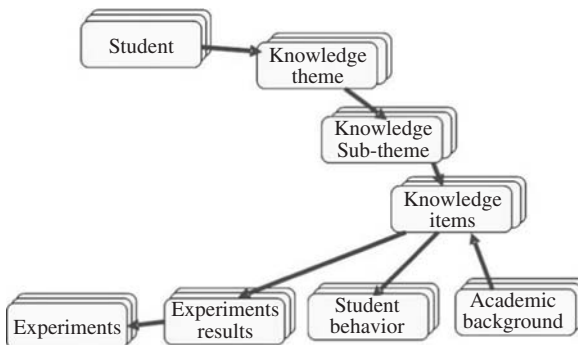 Student
Knowledge
theme
Knowledge
Sub-theme
Knowledge
items
Experiments
Experiments
results
Student
behavior
Academic
background